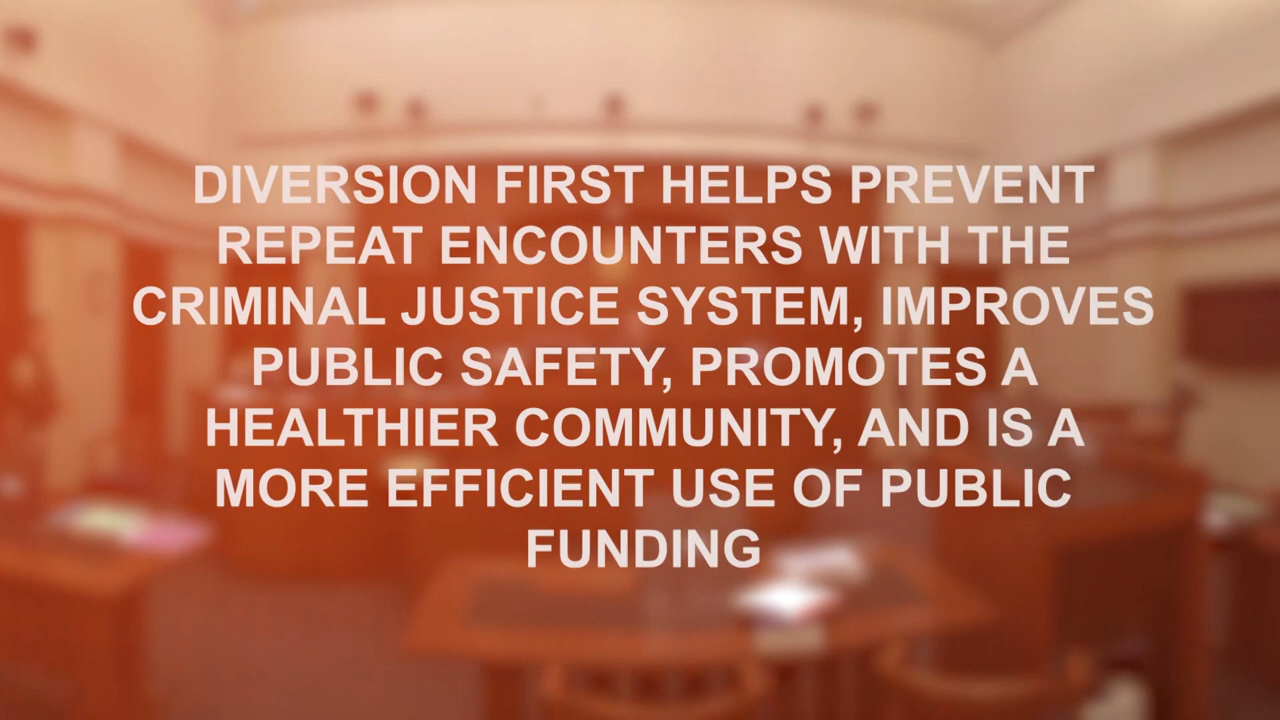 DIVERSION FIRST HELPS PREVENT
REPEAT ENCOUNTERS WITH THE
CRIMINAL JUSTICE SYSTEM, IMPROVES
PUBLIC SAFETY, PROMOTES A
HEALTHIER COMMUNITY, AND IS A
MORE EFFICIENT USE OF PUBLIC
FUNDING